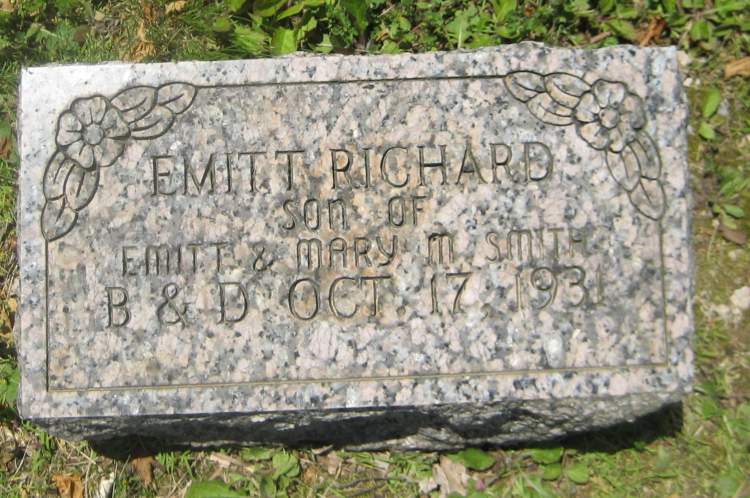 EMITT RICHARD
SON OF
EMITT & MARY M SMITH
B & D OCT. 17, 1931